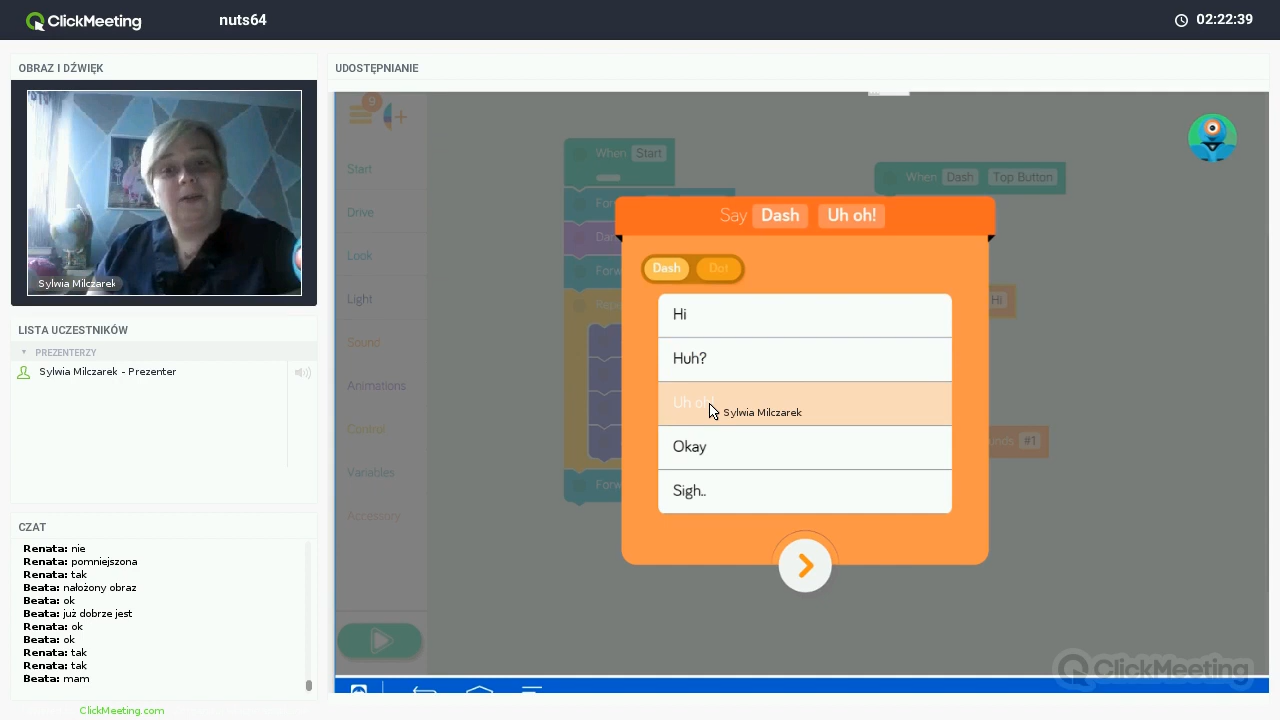 ClickMeeting
nuts64
02:22:39
OBRAZ I DŹWIĘK
Sylwia Milczarek
LISTA UCZESTNIKÓW
PREZENTERZY
Sylwia Milczarek - Prezenter
CZAT
Renata: nie
Renata: pomniejszona
Renata: tak
Beata: nałożony obraz
Beata: ok
Beata: już dobrze jest
Renata: ok
Beata: ok
Renata: tak
Renata: tak
Beata: mam
ClickMeeting.com
UDOSTĘPNIANIE
9
Start
Drive
Look
Light
Sound
Animations
Control
Variables
Accessory
When Start
When Dash Top Button
Hi
#1
Say Dash Uh oh!
Dash Dot
Hi
Huh?
Uh oh!
Sylwia Milczarek
Okay
Sigh..
ClickMeeting